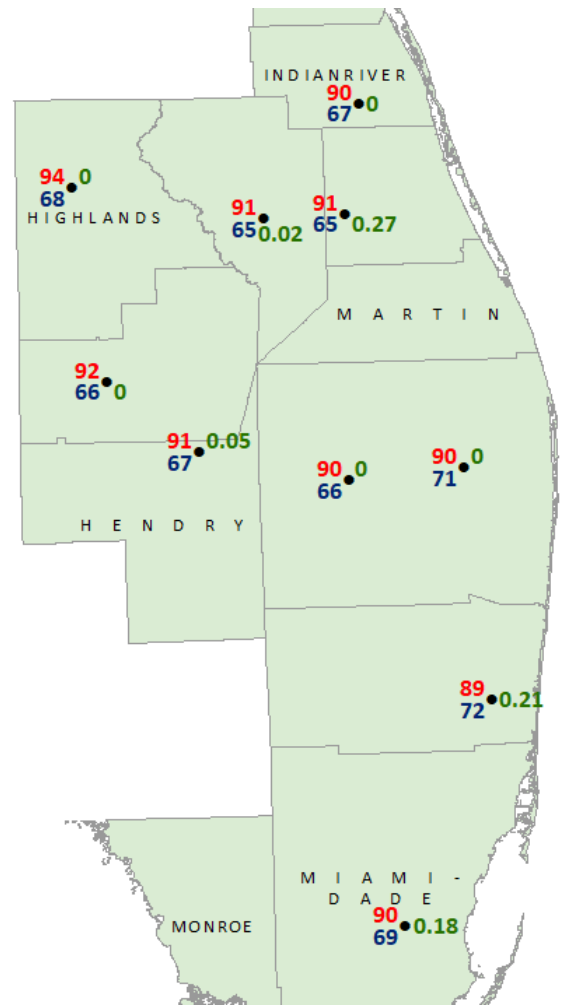 INDIANRIVER
90 0
67
94 0
68
HIGHLANDS
91
65 0.02
91
65 0.27
MARTIN
92
66 0
91 0.05
67
90 0
66
90 0
71
HENDRY
89
72 0.21
MIAMI-
DADE
90
69 0.18
MONROE